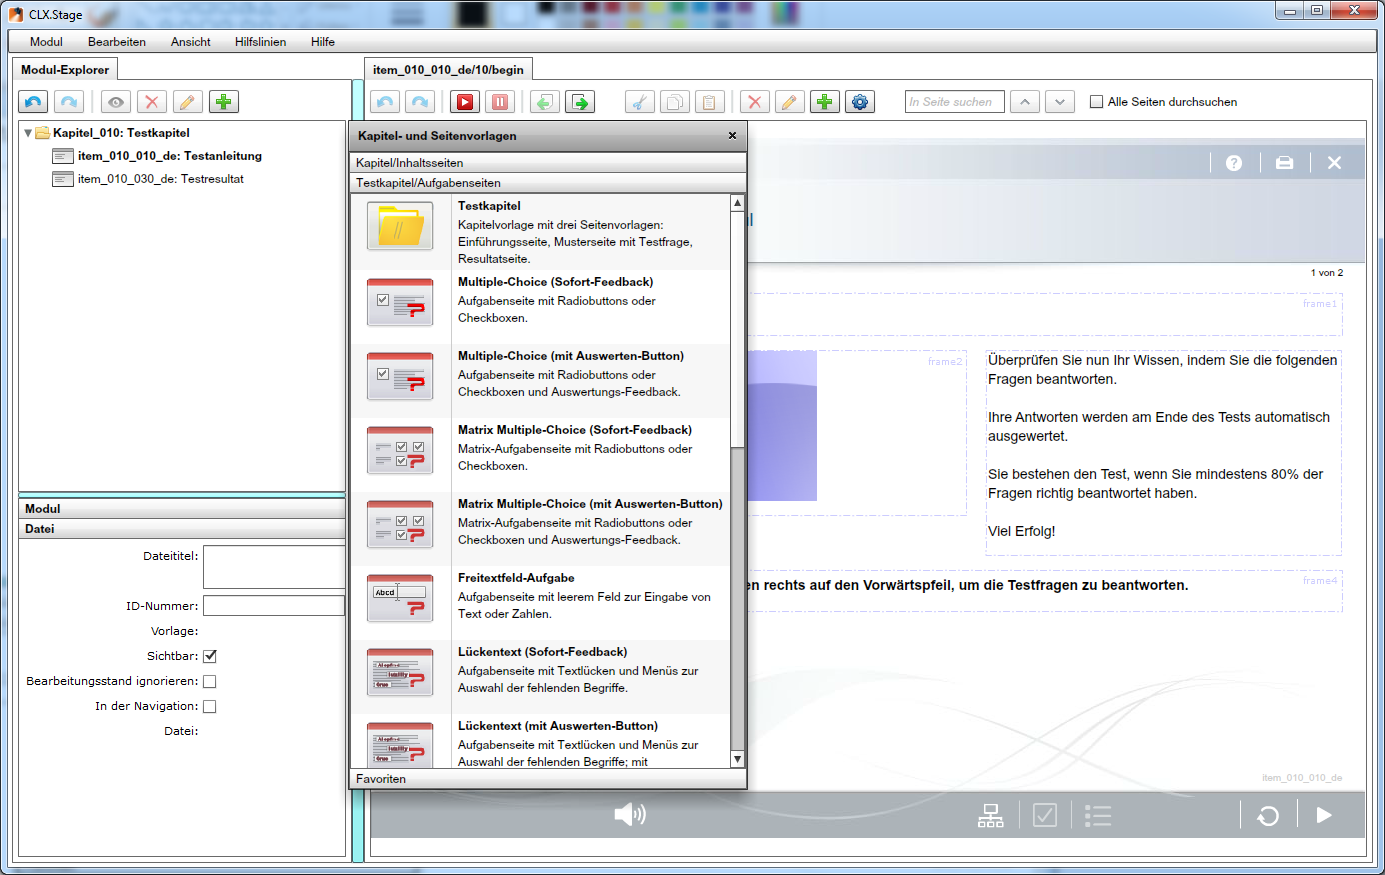 CLX.Stage
Modul Bearbeiten Ansicht Hilfslinien Hilfe
Modul-Explorer
item_010_010_de/10/begin
In Seite suchen
Alle Seiten durchsuchen
Kapitel_010: Testkapitel
item_010_010_de: Testanleitung
item_010_030_de: Testresultat
Modul
Datei
Dateititel:
ID-Nummer:
Vorlage:
Sichtbar:
Bearbeitungsstand ignorieren:
In der Navigation:
Datei:
Kapitel- und Seitenvorlagen
Kapitel/Inhaltsseiten
Testkapitel/Aufgabenseiten
Testkapitel
Kapitelvorlage mit drei Seitenvorlagen:
Einführungsseite, Musterseite mit Testfrage,
Resultatseite.
Multiple-Choice (Sofort-Feedback)
Aufgabenseite mit Radiobuttons oder
Checkboxen.
Multiple-Choice (mit Auswerten-Button)
Aufgabenseite mit Radiobuttons oder
Checkboxen und Auswertungs-Feedback.
Matrix Multiple-Choice (Sofort-Feedback)
Matrix-Aufgabenseite mit Radiobuttons oder
Checkboxen.
Matrix Multiple-Choice (mit Auswerten-Button)
Matrix-Aufgabenseite mit Radiobuttons oder
Checkboxen und Auswertungs-Feedback.
Abcd
Freitextfeld-Aufgabe
Aufgabenseite mit leerem Feld zur Eingabe von
Text oder Zahlen.
Lückentext (Sofort-Feedback)
Aufgabenseite mit Textlücken und Menüs zur
Auswahl der fehlenden Begriffe.
Lückentext (mit Auswerten-Button)
Aufgabenseite mit Textlücken und Menüs zur
Auswahl der fehlenden Begriffe; mit
Favoriten
1 von 2
frame1
frame2
Überprüfen Sie nun Ihr Wissen, indem Sie die folgenden
Fragen beantworten.
Ihre Antworten werden am Ende des Tests automatisch
ausgewertet.
Sie bestehen den Test, wenn Sie mindestens 80% der
Fragen richtig beantwortet haben.
Viel Erfolg!
frame4
en rechts auf den Vorwärtspfeil, um die Testfragen zu beantworten.
item_010_010_de